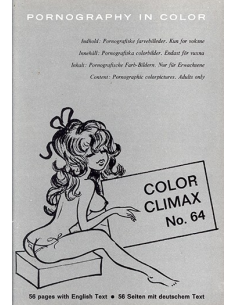 PORNOGRAPHY IN COLOR
Indhold: Pornografiske farvebilleder. Kun for voksne
Innehåll: Pornografiska colorbilder. Endast för vuxna
Inhalt: Pornografische Farb-Bildern. Nur für Erwachsene
Content: Pornographic colorpictures. Adults only
COLOR
CLIMAX
No. 64
56 pages with English Text ● 56 Seiten mit deutschem Text